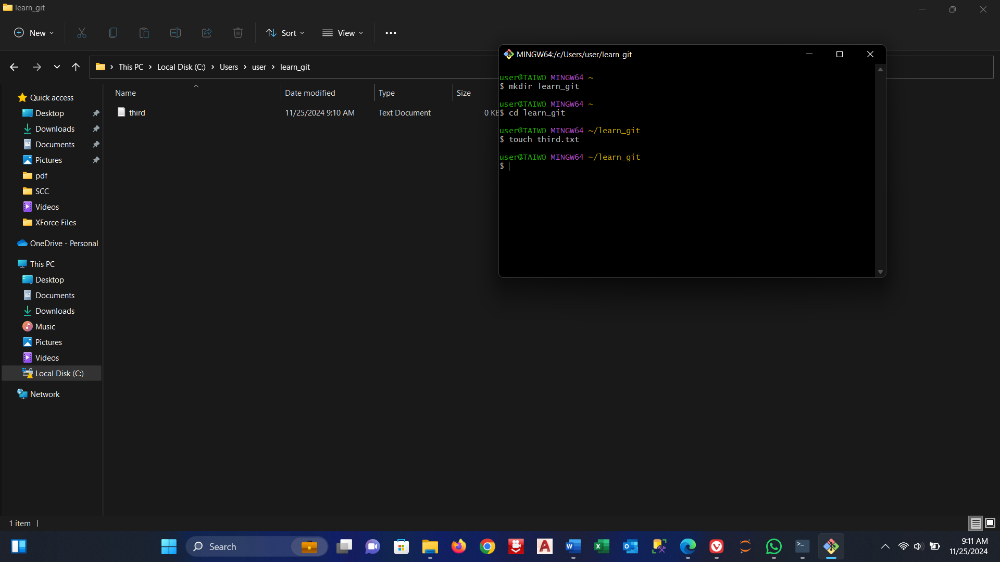 learn_git
New
Sort
View
This PC
Local Disk (C:)
Users
user
learn_git
Name
Date modified
Type
Size
third
11/25/2024 9:10 AM
Text Document
0 KB
Quick access
Desktop
Downloads
Documents
Pictures
pdf
SCC
Videos
XForce Files
OneDrive - Personal
This PC
Desktop
Documents
Downloads
Music
Pictures
Videos
Local Disk (C:)
Network
MINGW64:/c/Users/user/learn_git
user@TAIWO MINGW64 ~
$ mkdir learn_git
user@TAIWO MINGW64 ~
$ cd learn_git
user@TAIWO MINGW64 ~/learn_git
$ touch third.txt
user@TAIWO MINGW64 ~/learn_git
$
1 item
Search
9:11 AM
11/25/2024